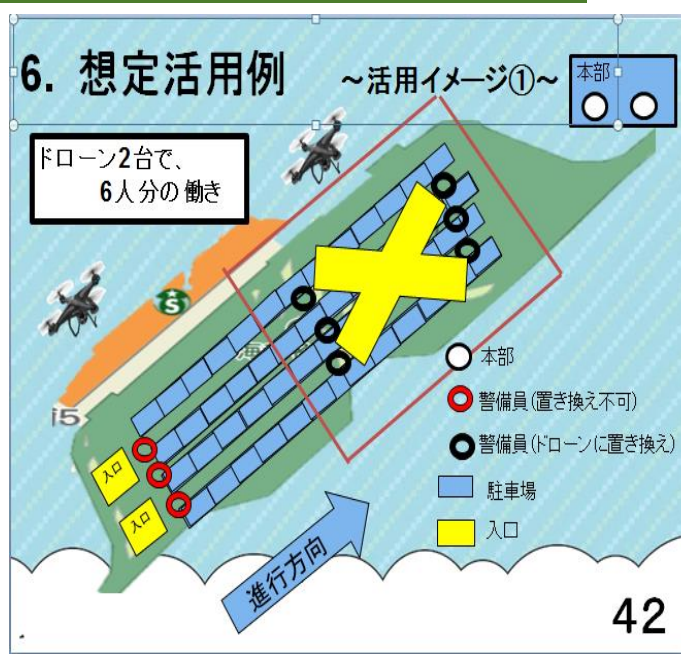 6. 想定活用例 ～活用イメージ①～
本部
ドローン2台で、
6人分の働き
S
i5
入口
入口
進行方向
本部
警備員(置き換え不可)
警備員(ドローンに置き換え)
駐車場
入口
42